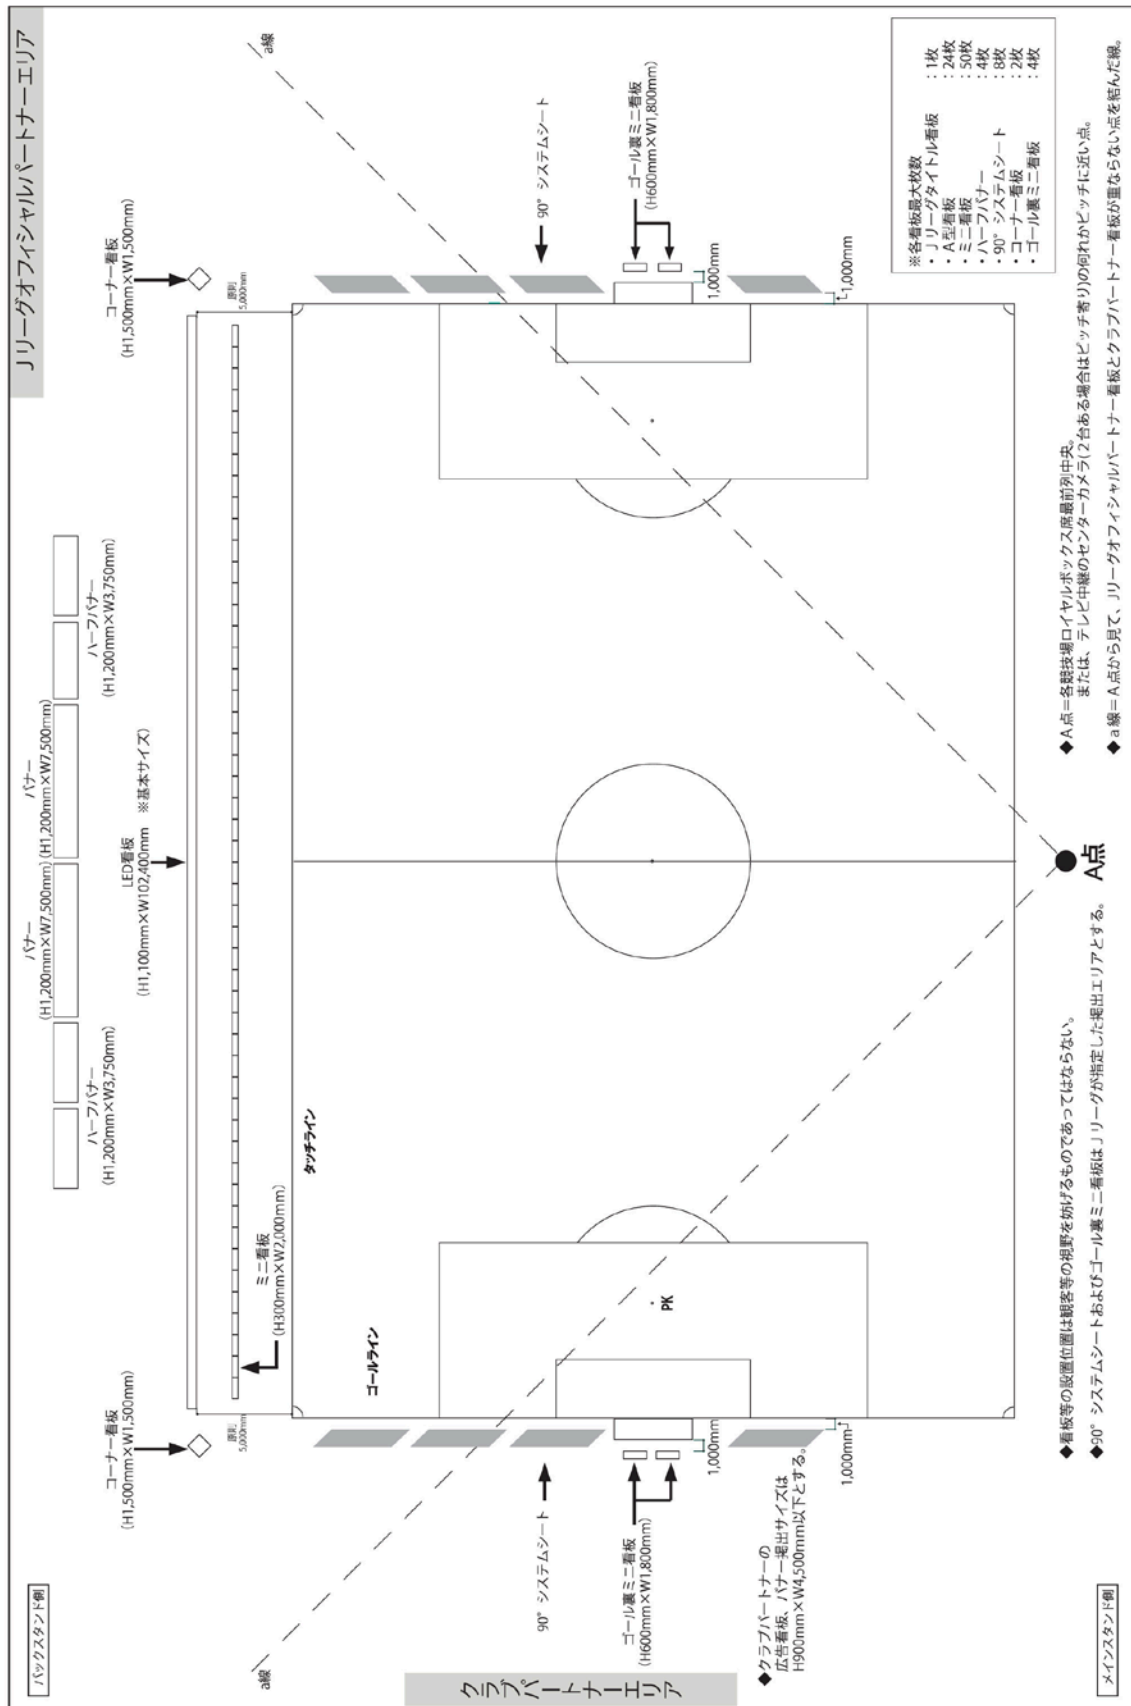 Jリーグオフィシャルパートナーエリア
バックスタンド側
バナー
(H1,200mm×W7,500mm)
バナー
(H1,200mm×W7,500mm)
ハーフバナー
(H1,200mm×W3,750mm)
ハーフバナー
(H1,200mm×W3,750mm)
LED看板
(H1,100mm×W102,400mm ※基本サイズ)
コーナー看板
(H1,500mm×W1,500mm)
コーナー看板
(H1,500mm×W1,500mm)
原則
5,000mm
原則
5,000mm
ミニ看板
(H300mm×W2,000mm)
タッチライン
ゴールライン
a線
a線
PK
90° システムシート
90° システムシート
ゴール裏ミニ看板
(H600mm×W1,800mm)
ゴール裏ミニ看板
(H600mm×W1,800mm)
1,000mm
1,000mm
1,000mm
1,000mm
クラブパートナーエリア
◆クラブパートナーの
広告看板、バナー掲出サイズは
H900mm×W4,500mm以下とする。
※各看板最大枚数
・Jリーグタイトル看板 :1枚
・A型看板 :24枚
・ミニ看板 :50枚
・ハーフバナー :4枚
・90° システムシート :8枚
・コーナー看板 :2枚
・ゴール裏ミニ看板 :4枚
A点
◆看板等の設置位置は観客等の視野を妨げるものであってはならない。
◆90° システムシートおよびゴール裏ミニ看板はJリーグが指定した掲出エリアとする。
◆A点=各競技場ロイヤルボックス席最前列中央。
または、テレビ中継のセンターカメラ(2台ある場合はピッチ寄り)の何れかピッチに近い点。
◆a線=A点から見て、Jリーグオフィシャルパートナー看板とクラブパートナー看板が重ならない点を結んだ線。
メインスタンド側